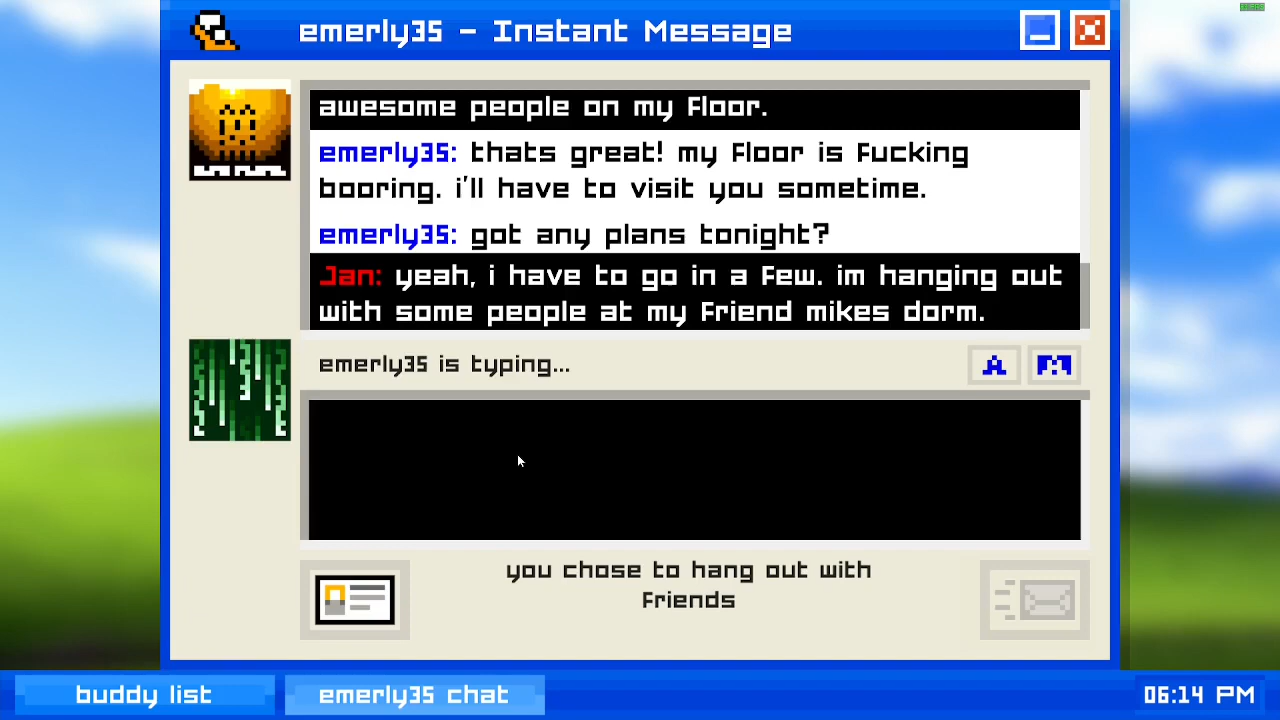 emerly35 - Instant Message
awesome people on my Floor.
emerly35: thats great! my Floor is Fucking
booring. i'll have to visit you sometime.
emerly35: got any plans tonight?
Jan: yeah, i have to go in a Few. im hanging out
with some people at my Friend mikes dorm.
emerly35 is typing...
A
you chose to hang out with
Friends
buddy list
emerly35 chat
06:14 PM